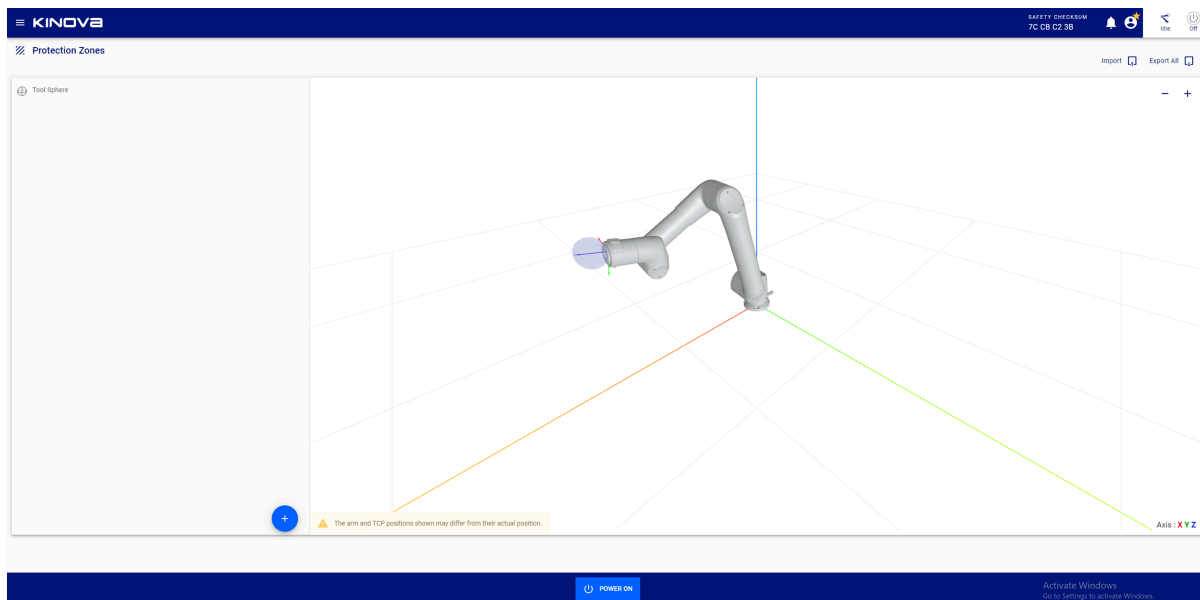 KINOVA
SAFETY CHECKSUM
7C CB C2 3B
Idle
Off
Protection Zones
Import
Export All
Tool Sphere
The arm and TCP positions shown may differ from their actual position.
Axis : X Y Z
POWER ON
Activate Windows
Go to Settings to activate Windows.